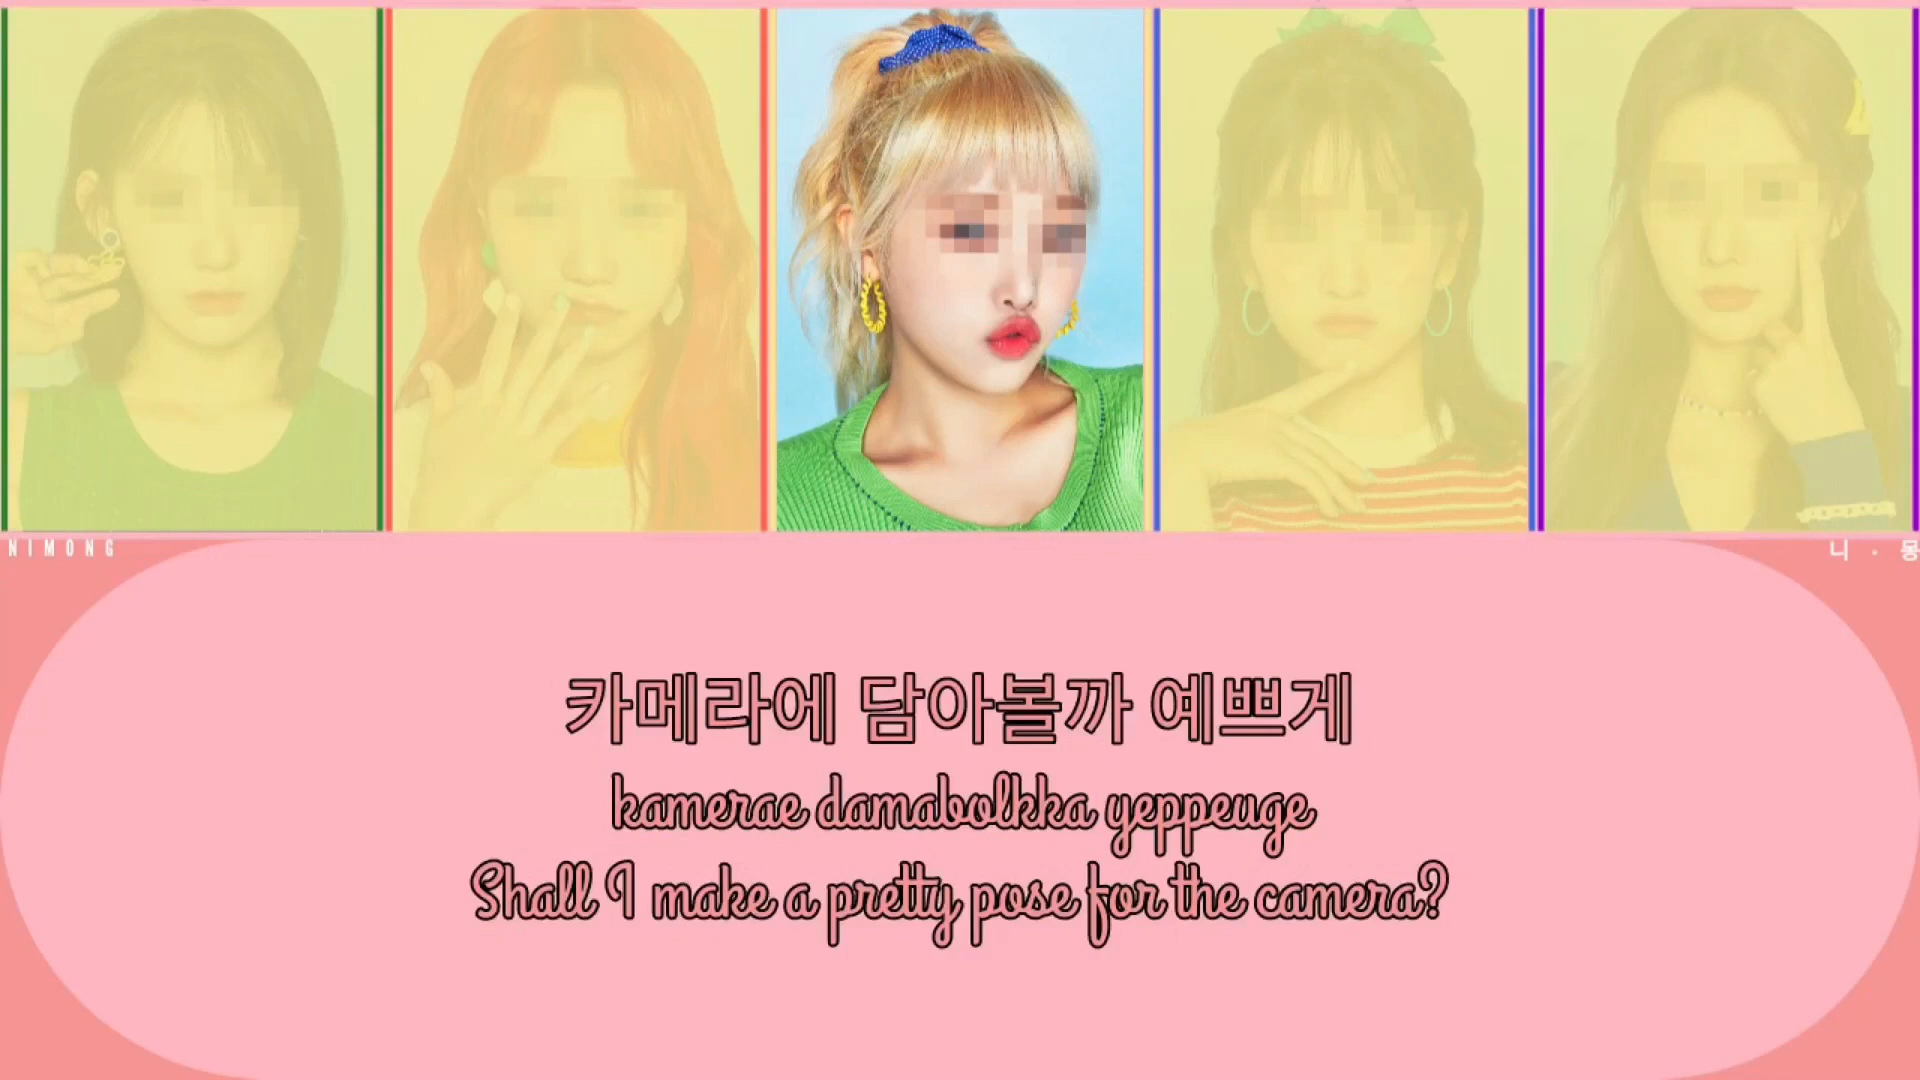 NIMONG
니 · 몽
카메라에 담아볼까 예쁘게
kamerae damabolkka yeppeuge
Shall I make a pretty pose for the camera?